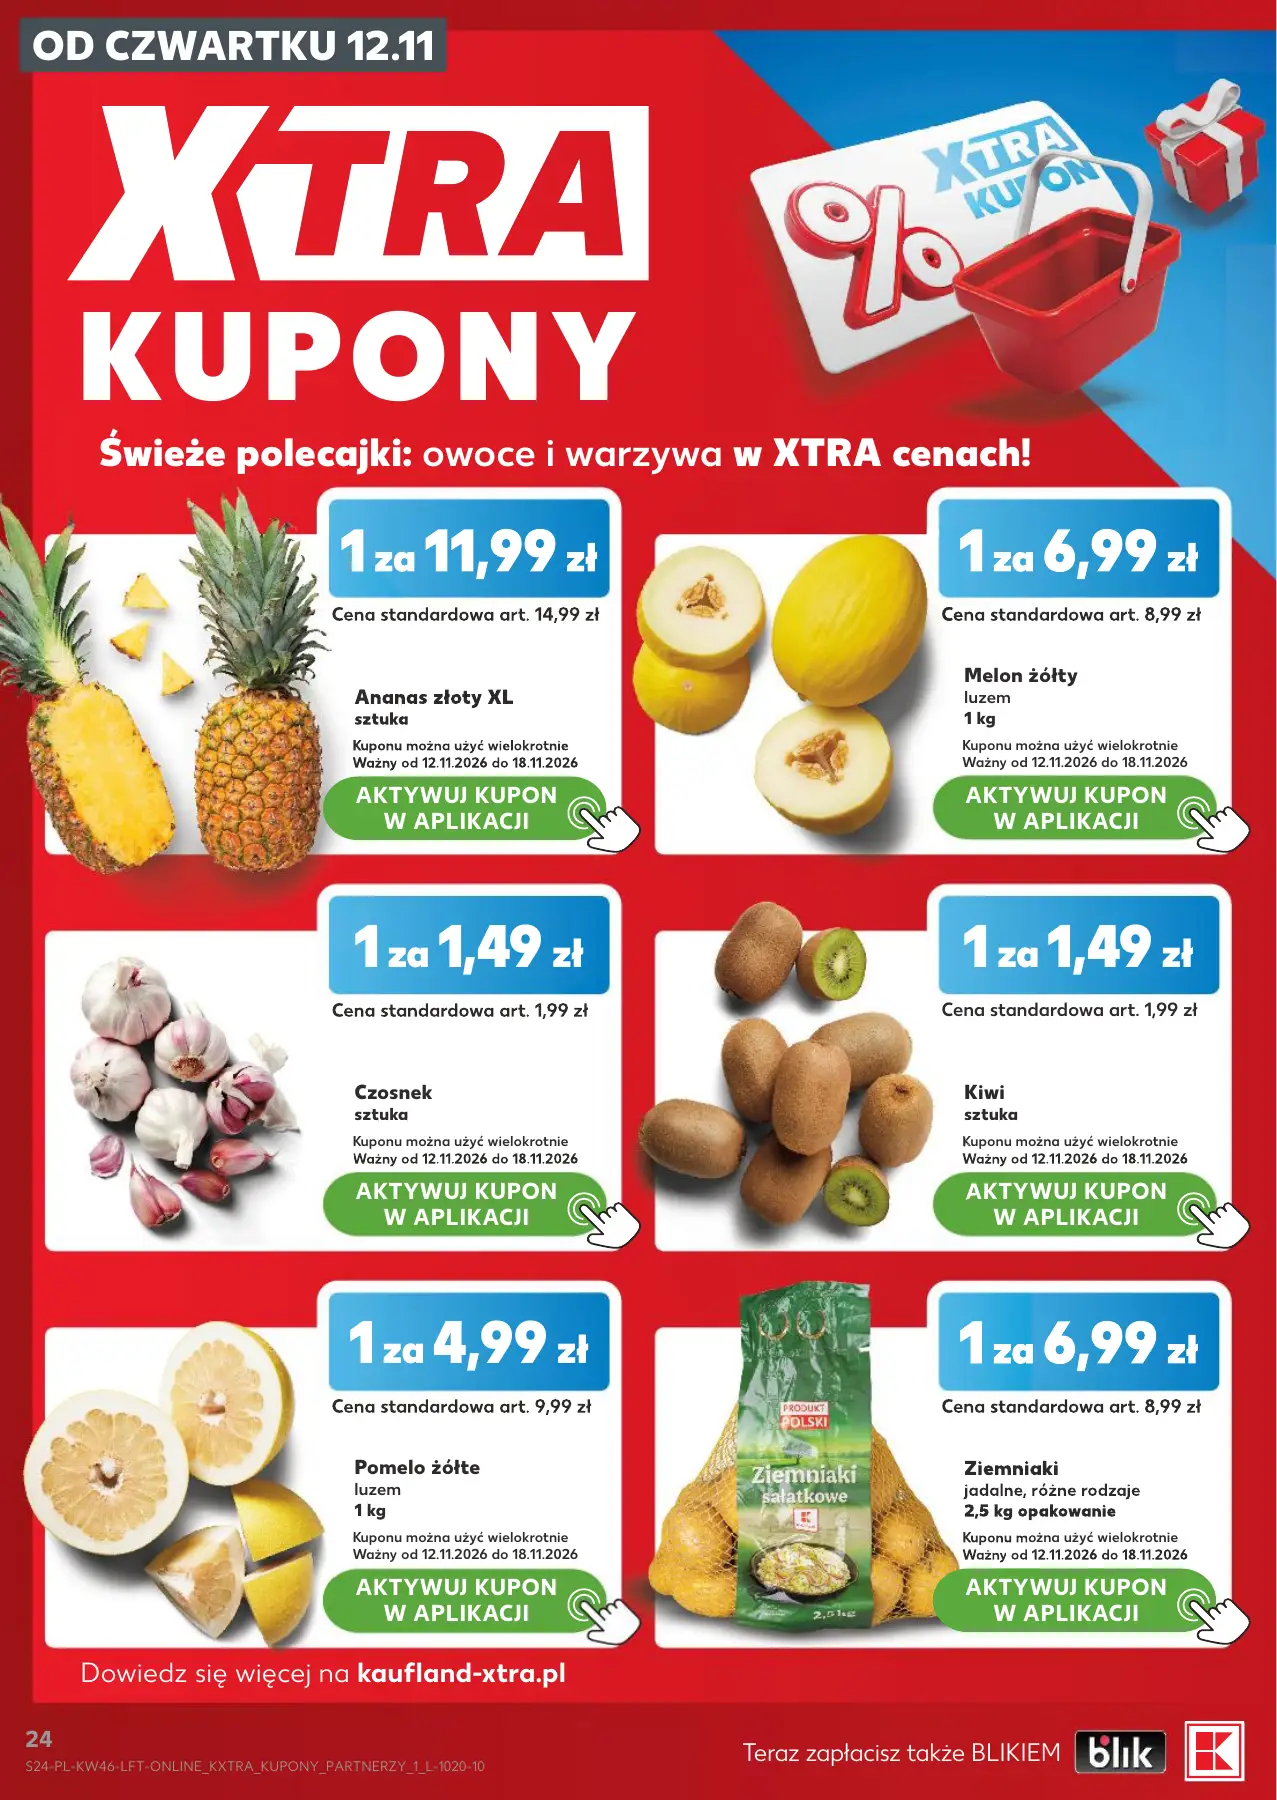 OD CZWARTKU 12.11
XTRA
KUPONY
XTRA
KUPON
%
Świeże polecajki: owoce i warzywa w XTRA cenach!
1 za 11,99 zł
Cena standardowa art. 14,99 zł
Ananas złoty XL
sztuka
Kuponu można użyć wielokrotnie
Ważny od 12.11.2026 do 18.11.2026
AKTYWUJ KUPON
W APLIKACJI
1 za 6,99 zł
Cena standardowa art. 8,99 zł
Melon żółty
luzem
1 kg
Kuponu można użyć wielokrotnie
Ważny od 12.11.2026 do 18.11.2026
AKTYWUJ KUPON
W APLIKACJI
1 za 1,49 zł
Cena standardowa art. 1,99 zł
Czosnek
sztuka
Kuponu można użyć wielokrotnie
Ważny od 12.11.2026 do 18.11.2026
AKTYWUJ KUPON
W APLIKACJI
1 za 1,49 zł
Cena standardowa art. 1,99 zł
Kiwi
sztuka
Kuponu można użyć wielokrotnie
Ważny od 12.11.2026 do 18.11.2026
AKTYWUJ KUPON
W APLIKACJI
1 za 4,99 zł
Cena standardowa art. 9,99 zł
Pomelo żółte
luzem
1 kg
Kuponu można użyć wielokrotnie
Ważny od 12.11.2026 do 18.11.2026
AKTYWUJ KUPON
W APLIKACJI
1 za 6,99 zł
Cena standardowa art. 8,99 zł
PRODUKT
POLSKI
Ziemniaki
sałatkowe
2,5 kg
Ziemniaki
jadalne, różne rodzaje
2,5 kg opakowanie
Kuponu można użyć wielokrotnie
Ważny od 12.11.2026 do 18.11.2026
AKTYWUJ KUPON
W APLIKACJI
Dowiedz się więcej na kaufland-xtra.pl
24
S24-PL-KW46-LFT-ONLINE_KXTRA_KUPONY_PARTNERZY_1_L-1020-10
Teraz zapłacisz także BLIKIEM
blik